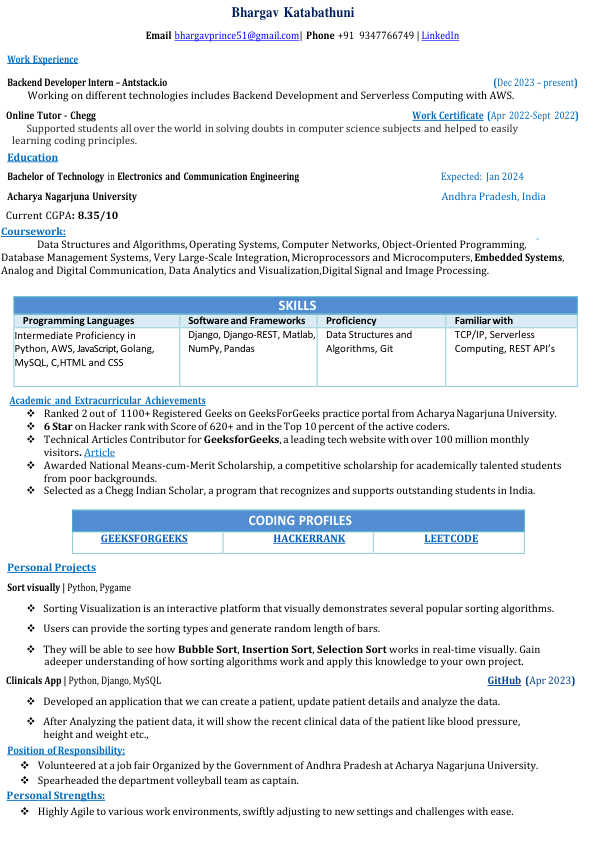 Bhargav Katabathuni
Email bhargavprince51@gmail.com| Phone +91 9347766749 | LinkedIn
Work Experience
Backend Developer Intern – Antstack.io (Dec 2023 – present)
Working on different technologies includes Backend Development and Serverless Computing with AWS.
Online Tutor - Chegg Work Certificate (Apr 2022-Sept 2022)
Supported students all over the world in solving doubts in computer science subjects and helped to easily
learning coding principles.
Education
Bachelor of Technology in Electronics and Communication Engineering Expected: Jan 2024
Acharya Nagarjuna University Andhra Pradesh, India
Current CGPA: 8.35/10
Coursework:
Data Structures and Algorithms, Operating Systems, Computer Networks, Object-Oriented Programming,
Database Management Systems, Very Large-Scale Integration, Microprocessors and Microcomputers, Embedded Systems,
Analog and Digital Communication, Data Analytics and Visualization,Digital Signal and Image Processing.
SKILLS
Programming Languages Software and Frameworks Proficiency Familiar with
Intermediate Proficiency in Django, Django-REST, Matlab, Data Structures and TCP/IP, Serverless
Python, AWS, JavaScript, Golang, NumPy, Pandas Algorithms, Git Computing, REST API's
MySQL, C,HTML and CSS
Academic and Extracurricular Achievements
❖ Ranked 2 out of 1100+ Registered Geeks on GeeksForGeeks practice portal from Acharya Nagarjuna University.
❖ 6 Star on Hacker rank with Score of 620+ and in the Top 10 percent of the active coders.
❖ Technical Articles Contributor for GeeksforGeeks, a leading tech website with over 100 million monthly
visitors. Article
❖ Awarded National Means-cum-Merit Scholarship, a competitive scholarship for academically talented students
from poor backgrounds.
❖ Selected as a Chegg Indian Scholar, a program that recognizes and supports outstanding students in India.
CODING PROFILES
GEEKSFORGEEKS HACKERRANK LEETCODE
Personal Projects
Sort visually | Python, Pygame
❖ Sorting Visualization is an interactive platform that visually demonstrates several popular sorting algorithms.
❖ Users can provide the sorting types and generate random length of bars.
❖ They will be able to see how Bubble Sort, Insertion Sort, Selection Sort works in real-time visually. Gain
adeeper understanding of how sorting algorithms work and apply this knowledge to your own project.
Clinicals App | Python, Django, MySQL GitHub (Apr 2023)
❖ Developed an application that we can create a patient, update patient details and analyze the data.
❖ After Analyzing the patient data, it will show the recent clinical data of the patient like blood pressure,
height and weight etc.,
Position of Responsibility:
❖ Volunteered at a job fair Organized by the Government of Andhra Pradesh at Acharya Nagarjuna University.
❖ Spearheaded the department volleyball team as captain.
Personal Strengths:
❖ Highly Agile to various work environments, swiftly adjusting to new settings and challenges with ease.